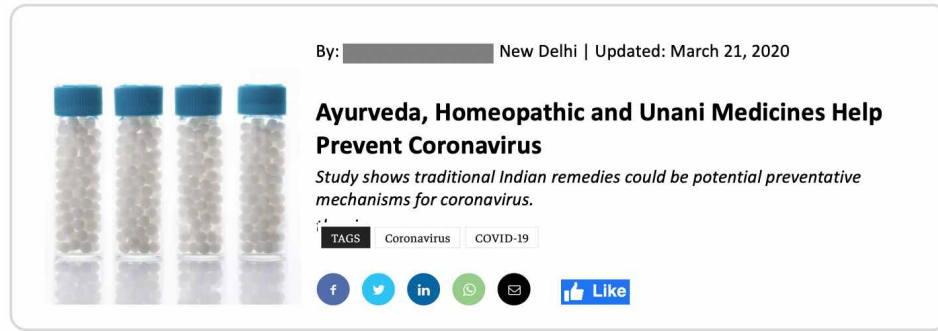 By: New Delhi | Updated: March 21, 2020
Ayurveda, Homeopathic and Unani Medicines Help
Prevent Coronavirus
Study shows traditional Indian remedies could be potential preventative
mechanisms for coronavirus.
TAGS Coronavirus COVID-19
f in Like